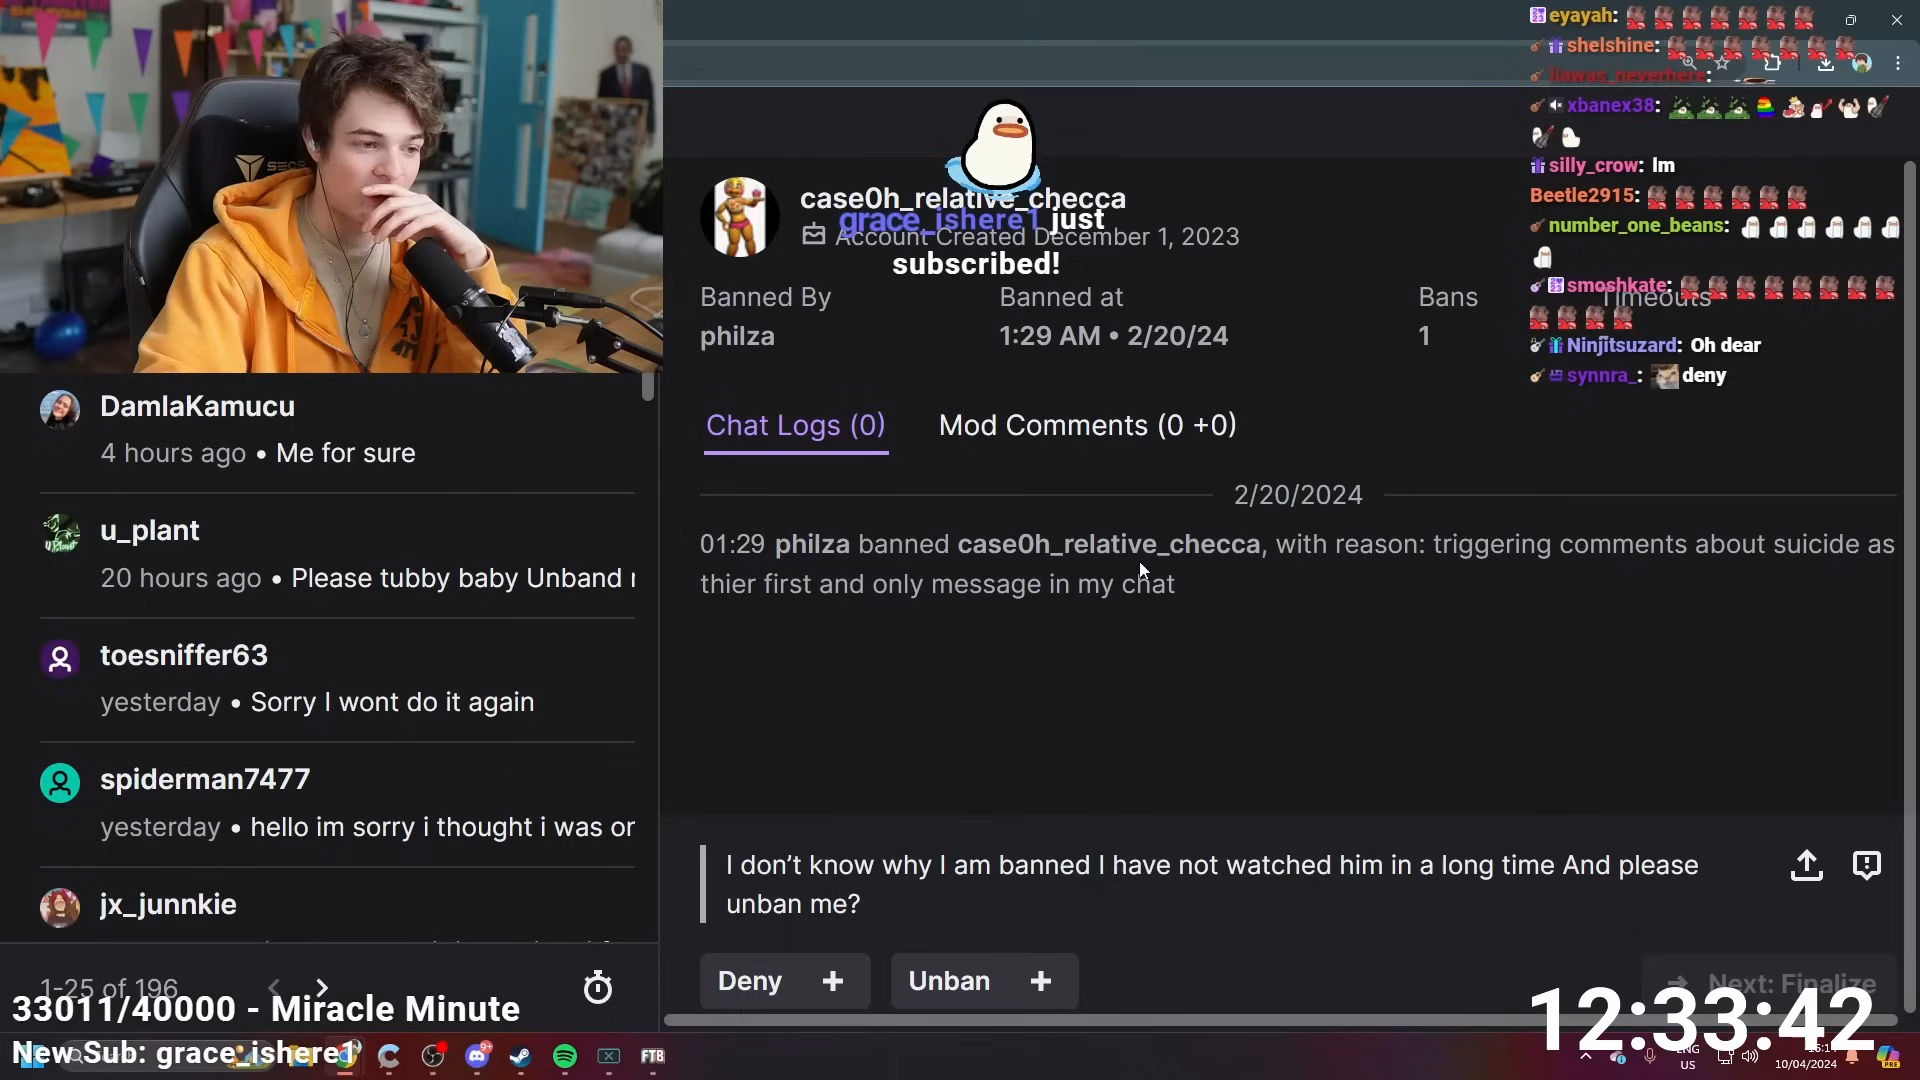 eyayah:
shelshine:
llawas_neverhere:
xbanex38:
silly_crow: Im
Beetle2915:
number_one_beans:
smoshkate:
Ninjitsuzard: Oh dear
synnra_: deny
case0h_relative_checca
grace_ishere1 just
subscribed!
Account Created December 1, 2023
Banned By
philza
Banned at
1:29 AM • 2/20/24
Bans
1
Timeouts
Chat Logs (0)
Mod Comments (0 +0)
2/20/2024
01:29 philza banned case0h_relative_checca, with reason: triggering comments about suicide as
thier first and only message in my chat
DamlaKamucu
4 hours ago • Me for sure
u_plant
20 hours ago • Please tubby baby Unband
toesniffer63
yesterday • Sorry I wont do it again
spiderman7477
yesterday • hello im sorry i thought i was or
jx_junnkie
1-25 of 196
I don't know why I am banned I have not watched him in a long time And please
unban me?
Deny +
Unban +
Next: Finalize
33011/40000 - Miracle Minute
New Sub: grace_ishere1
12:33:42
FTB
ENG
US
10/04/2024